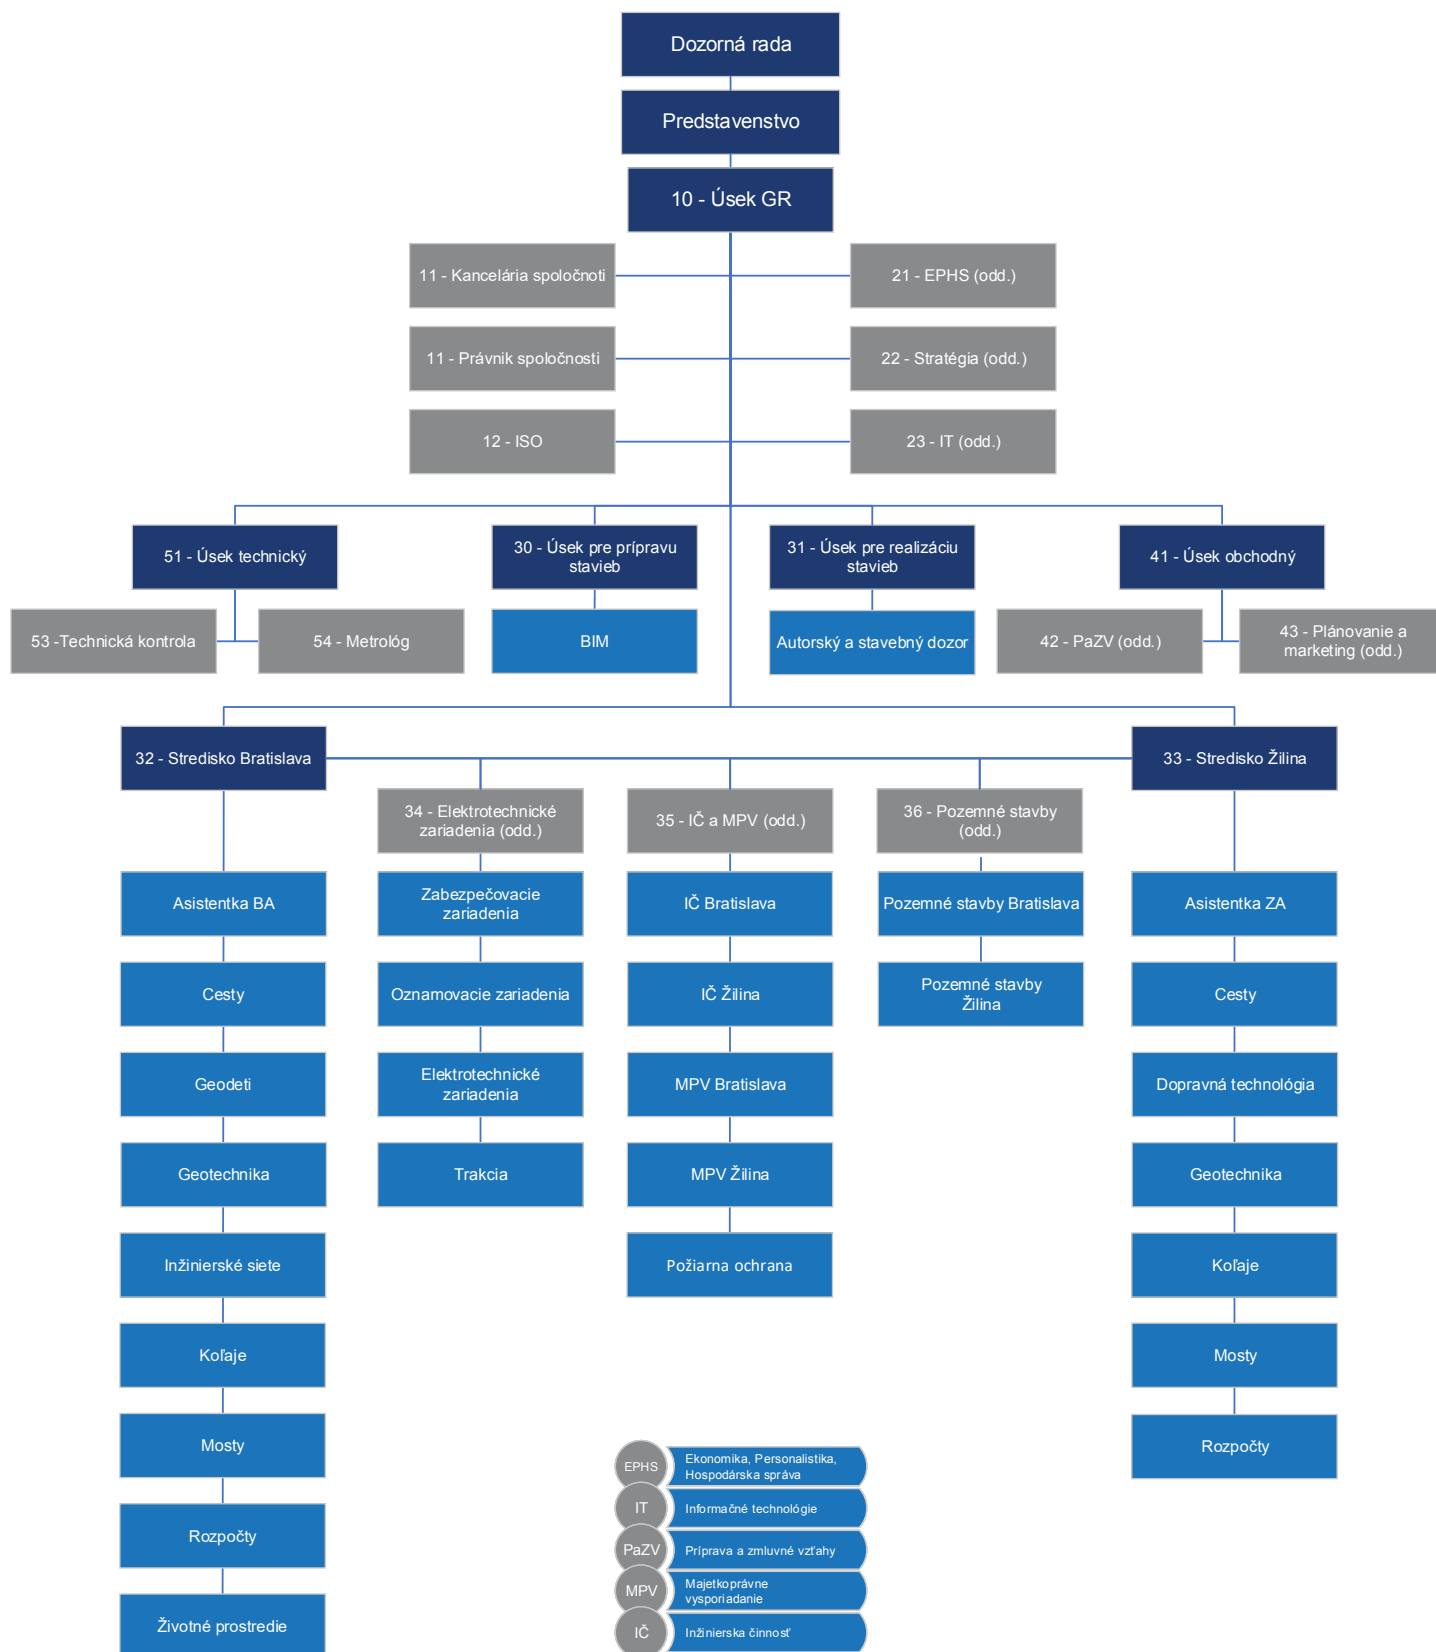 Dozorná rada
Predstavenstvo
10 - Úsek GR
11 - Kancelária spoločnoti
21 - EPHS (odd.)
11 - Právnik spoločnosti
22 - Stratégia (odd.)
12 - ISO
23 - IT (odd.)
51 - Úsek technický
30 - Úsek pre prípravu
stavieb
31 - Úsek pre realizáciu
stavieb
41 - Úsek obchodný
53 -Technická kontrola
54 - Metrológ
BIM
Autorský a stavebný dozor
42 - PaZV (odd.)
43 - Plánovanie a
marketing (odd.)
32 - Stredisko Bratislava
33 - Stredisko Žilina
34 - Elektrotechnické
zariadenia (odd.)
35 - IČ a MPV (odd.)
36 - Pozemné stavby
(odd.)
Asistentka BA
Zabezpečovacie
zariadenia
IČ Bratislava
Pozemné stavby Bratislava
Asistentka ZA
Cesty
Oznamovacie zariadenia
IČ Žilina
Pozemné stavby
Žilina
Cesty
Geodeti
Elektrotechnické
zariadenia
MPV Bratislava
Dopravná technológia
Geotechnika
Trakcia
MPV Žilina
Geotechnika
Inžinierské siete
Požiarna ochrana
Koľaje
Koľaje
Mosty
Mosty
Rozpočty
Rozpočty
Životné prostredie
EPHS
Ekonomika, Personalistika,
Hospodárska správa
IT
Informačné technológie
PaZV
Príprava a zmluvné vzťahy
MPV
Majetkoprávne
vysporiadanie
IČ
Inžinierska činnosť